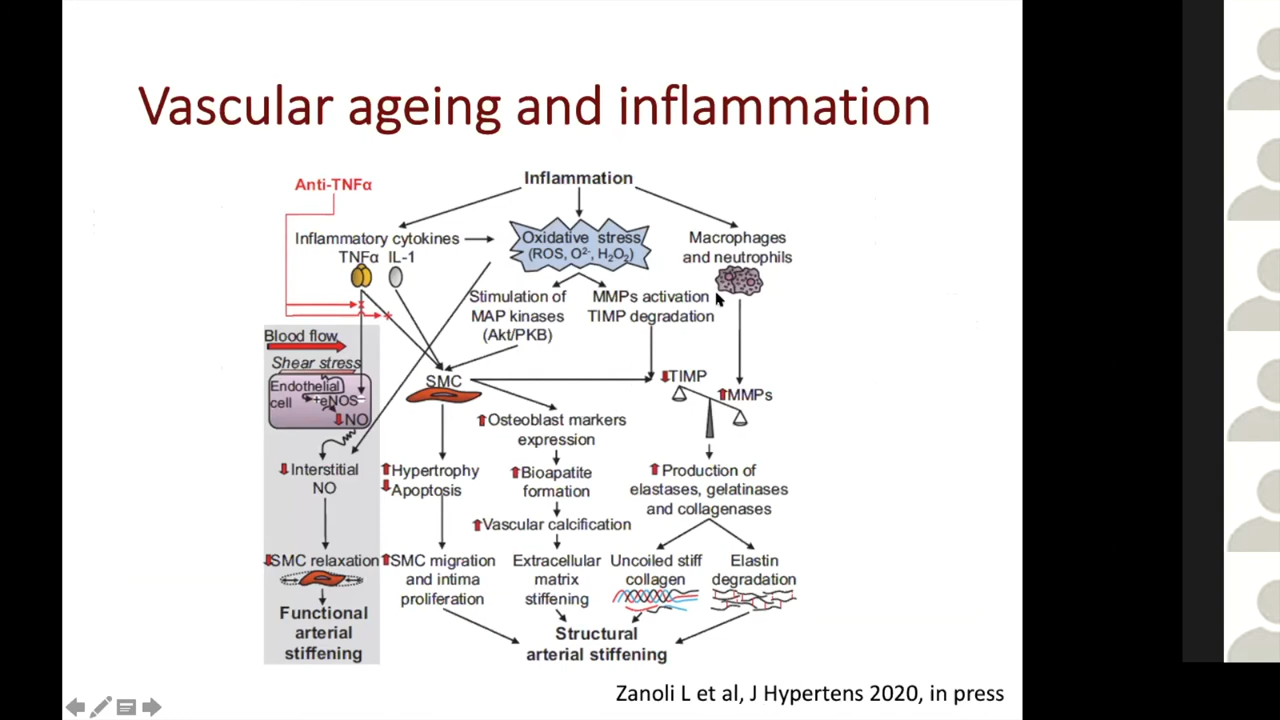 Vascular ageing and inflammation
Anti-TNFα
Inflammation
Inflammatory cytokines
TNFα IL-1
Oxidative stress
(ROS, O²⁻, H₂O₂)
Macrophages
and neutrophils
Stimulation of
MAP kinases
(Akt/PKB)
MMPs activation
TIMP degradation
Blood flow
Shear stress
Endothelial
cell
+eNOS
NO
SMC
TIMP
MMPs
Osteoblast markers
expression
Interstitial
NO
Hypertrophy
Apoptosis
Bioapatite
formation
Production of
elastases, gelatinases
and collagenases
Vascular calcification
SMC relaxation
SMC migration
and intima
proliferation
Extracellular
matrix
stiffening
Uncoiled stiff
collagen
Elastin
degradation
Functional
arterial
stiffening
Structural
arterial stiffening
Zanoli L et al, J Hypertens 2020, in press